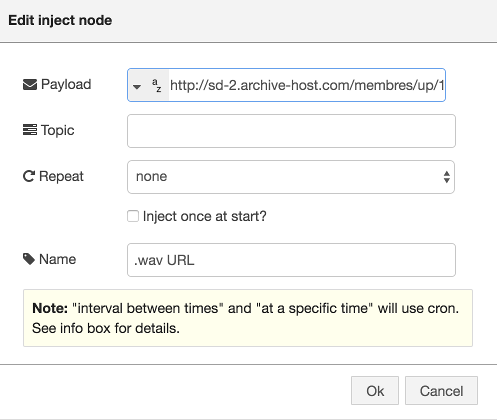 Edit inject node
Payload
a
z
http://sd-2.archive-host.com/membres/up/1
Topic
Repeat
none
Inject once at start?
Name
.wav URL
Note: "interval between times" and "at a specific time" will use cron.
See info box for details.
Ok
Cancel